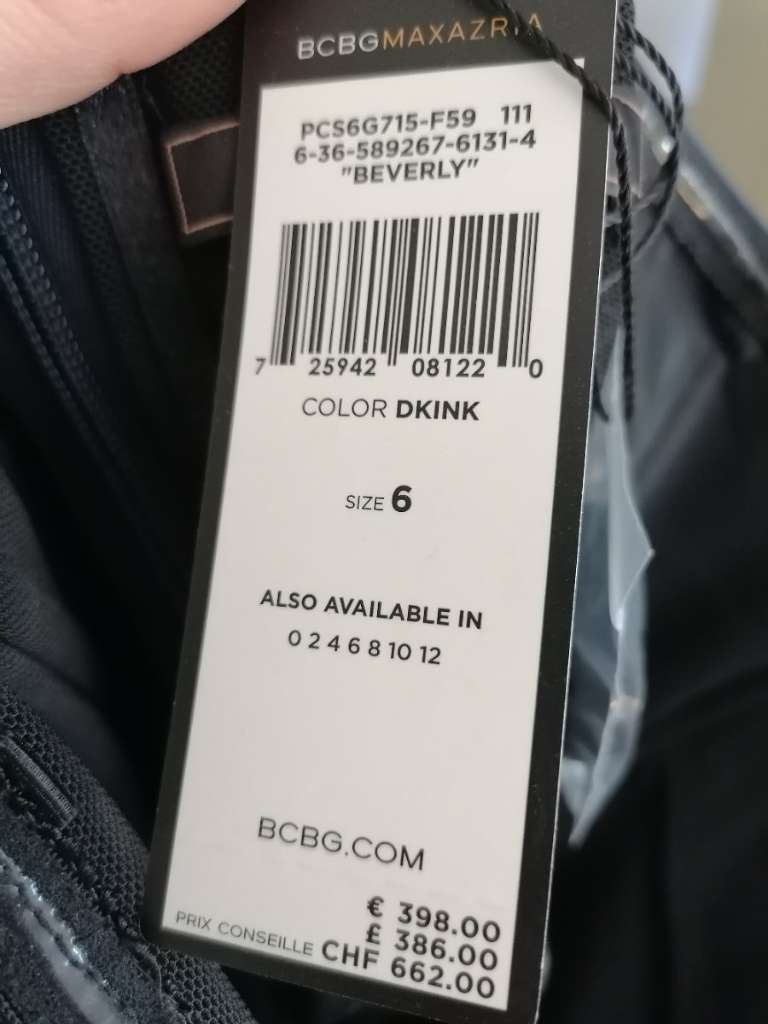 BCBGMAXAZRIA
PCS6G715-F59 111
6-36-589267-6131-4
"BEVERLY"
7 25942 08122 0
COLOR DKINK
SIZE 6
ALSO AVAILABLE IN
0 2 4 6 8 10 12
BCBG.COM
€ 398.00
£ 386.00
PRIX CONSEILLE CHF 662.00